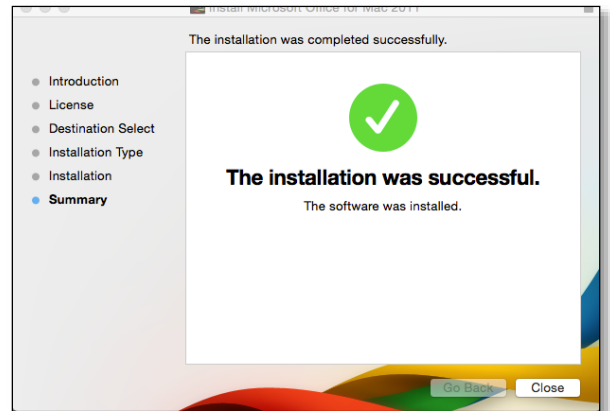 Install Microsoft Office for Mac 2011
The installation was completed successfully.
Introduction
License
Destination Select
Installation Type
Installation
Summary
The installation was successful.
The software was installed.
Go Back
Close